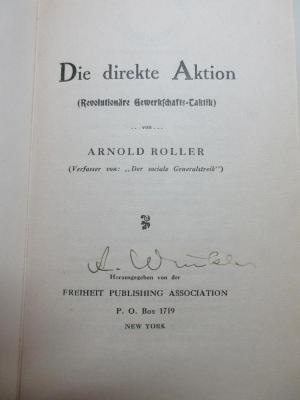 Die direkte Aktion
(Revolutionäre Gewerkschafts-Taktik)
... von ...
ARNOLD ROLLER
(Verfasser von: „Der soziale Generalstreik")
A.
Herausgegeben von der
FREIHEIT PUBLISHING ASSOCIATION
P. O. Box 1719
NEW YORK